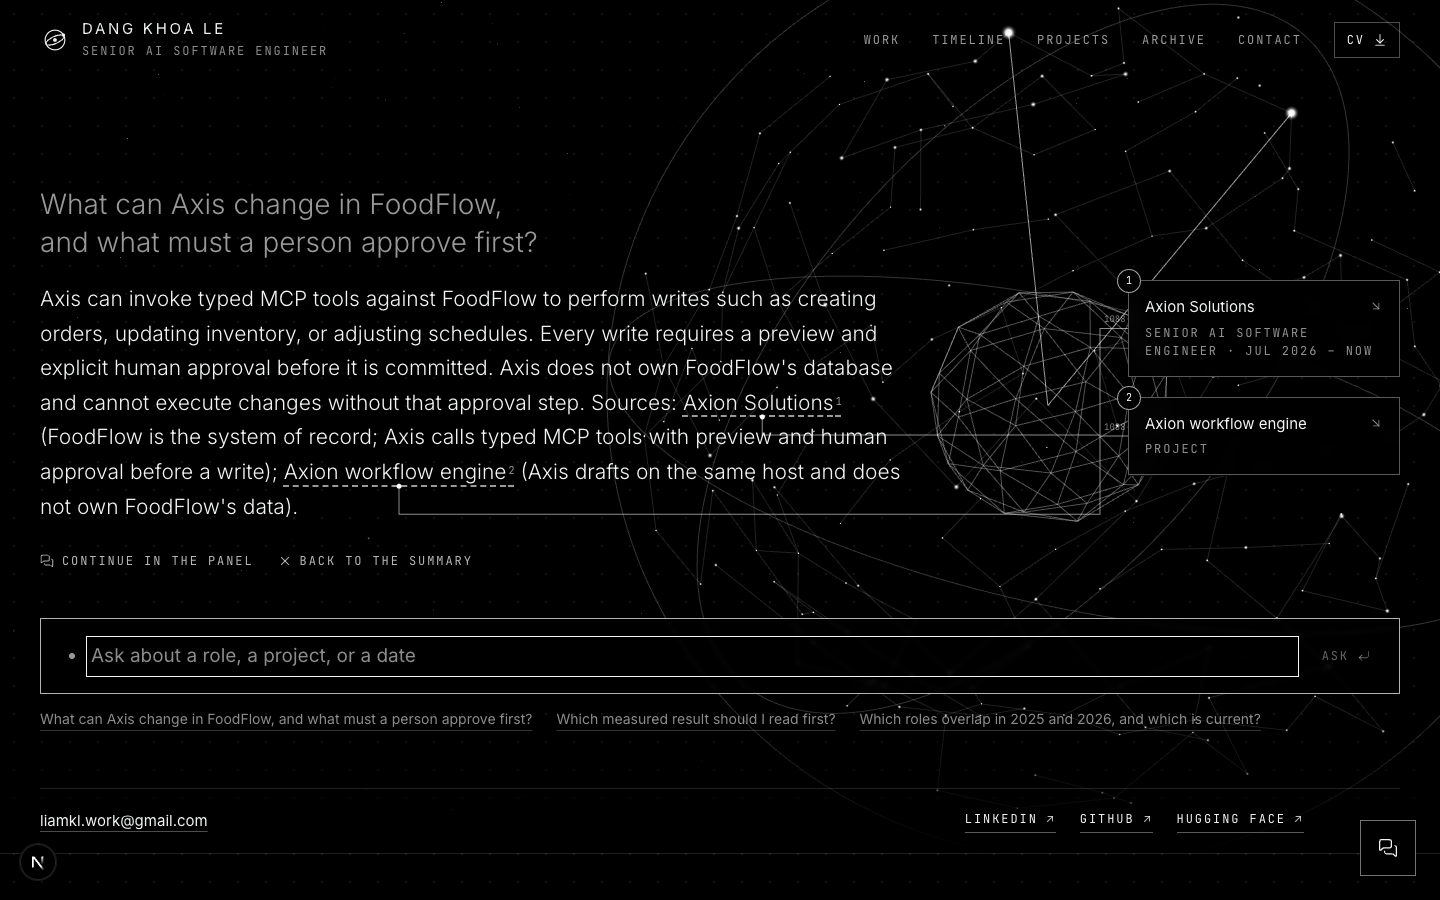 DANG KHOA LE
SENIOR AI SOFTWARE ENGINEER
WORK TIMELINE PROJECTS ARCHIVE CONTACT CV
What can Axis change in FoodFlow,
and what must a person approve first?
Axis can invoke typed MCP tools against FoodFlow to perform writes such as creating
orders, updating inventory, or adjusting schedules. Every write requires a preview and
explicit human approval before it is committed. Axis does not own FoodFlow's database
and cannot execute changes without that approval step. Sources: Axion Solutions 1
(FoodFlow is the system of record; Axis calls typed MCP tools with preview and human
approval before a write); Axion workflow engine 2 (Axis drafts on the same host and does
not own FoodFlow's data).
1
Axion Solutions
SENIOR AI SOFTWARE
ENGINEER · JUL 2026 – NOW
2
Axion workflow engine
PROJECT
CONTINUE IN THE PANEL BACK TO THE SUMMARY
Ask about a role, a project, or a date
ASK
What can Axis change in FoodFlow, and what must a person approve first? Which measured result should I read first? Which roles overlap in 2025 and 2026, and which is current?
liamkl.work@gmail.com
LINKEDIN GITHUB HUGGING FACE
N